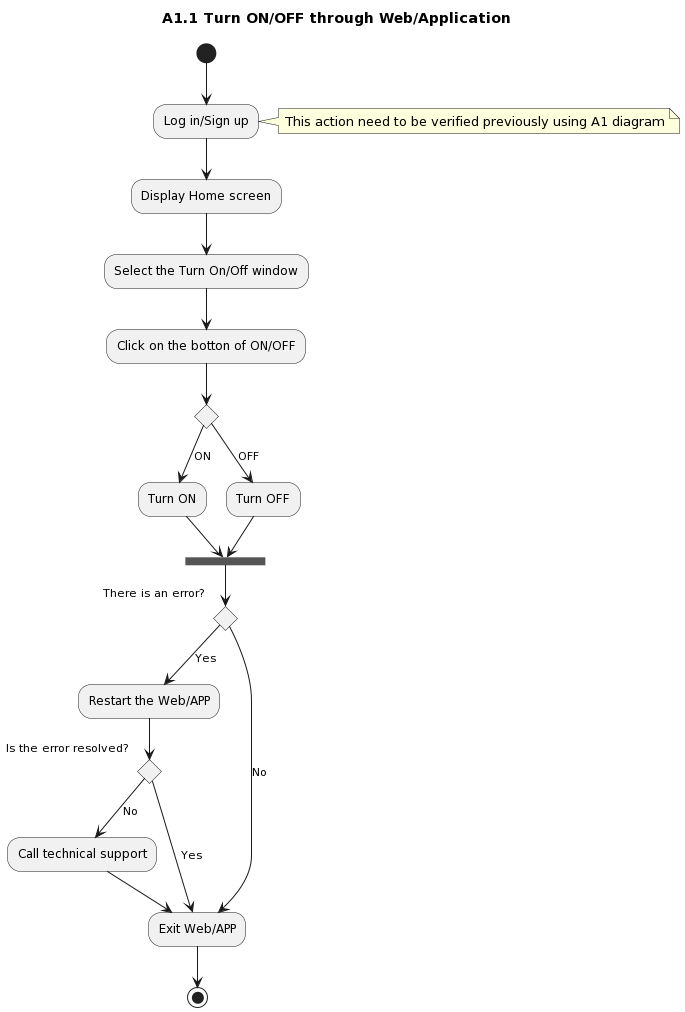 A1.1 Turn ON/OFF through Web/Application
Log in/Sign up
This action need to be verified previously using A1 diagram
Display Home screen
Select the Turn On/Off window
Click on the botton of ON/OFF
ON
OFF
Turn ON
Turn OFF
There is an error?
Yes
Restart the Web/APP
Is the error resolved?
No
No
Call technical support
Yes
Exit Web/APP